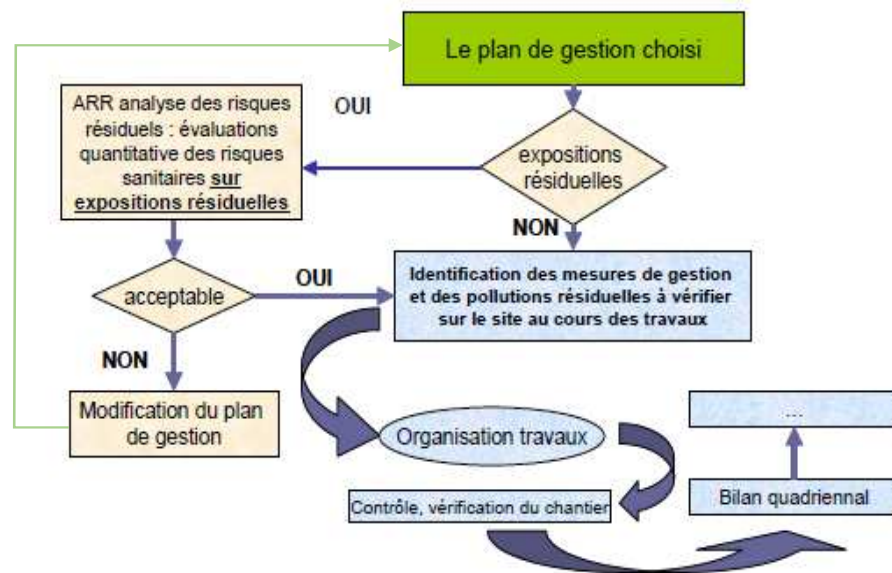 Le plan de gestion choisi
OUI
ARR analyse des risques
résiduels : évaluations
quantitative des risques
sanitaires sur
expositions résiduelles
expositions
résiduelles
NON
Identification des mesures de gestion
et des pollutions résiduelles à vérifier
sur le site au cours des travaux
OUI
acceptable
NON
Modification du plan
de gestion
Organisation travaux
...
Contrôle, vérification du chantier
Bilan quadriennal